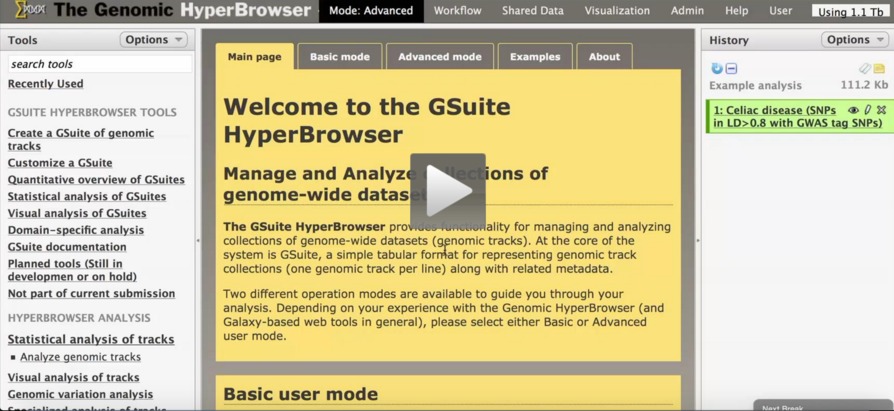 The Genomic HyperBrowser
Mode: Advanced
Workflow
Shared Data
Visualization
Admin
Help
User
Using 1.1 Tb
Tools
Options
search tools
Recently Used
GSUITE HYPERBROWSER TOOLS
Create a GSuite of genomic
tracks
Customize a GSuite
Quantitative overview of GSuites
Statistical analysis of GSuites
Visual analysis of GSuites
Domain-specific analysis
GSuite documentation
Planned tools (Still in
developmen or on hold)
Not part of current submission
HYPERBROWSER ANALYSIS
Statistical analysis of tracks
Analyze genomic tracks
Visual analysis of tracks
Genomic variation analysis
Specialized analysis of tracks
Main page
Basic mode
Advanced mode
Examples
About
Welcome to the GSuite
HyperBrowser
Manage and Analyze of
genome-wide
The GSuite HyperBrowser provides functionality for managing and analyzing
collections of genome-wide datasets (genomic tracks). At the core of the
system is GSuite, a simple tabular format for representing genomic track
collections (one genomic track per line) along with related metadata.
Two different operation modes are available to guide you through your
analysis. Depending on your experience with the Genomic HyperBrowser (and
Galaxy-based web tools in general), please select either Basic or Advanced
user mode.
Basic user mode
History
Options
Example analysis
111.2 Kb
1: Celiac disease (SNPs
in LD>0.8 with GWAS tag SNPs)
Next Break